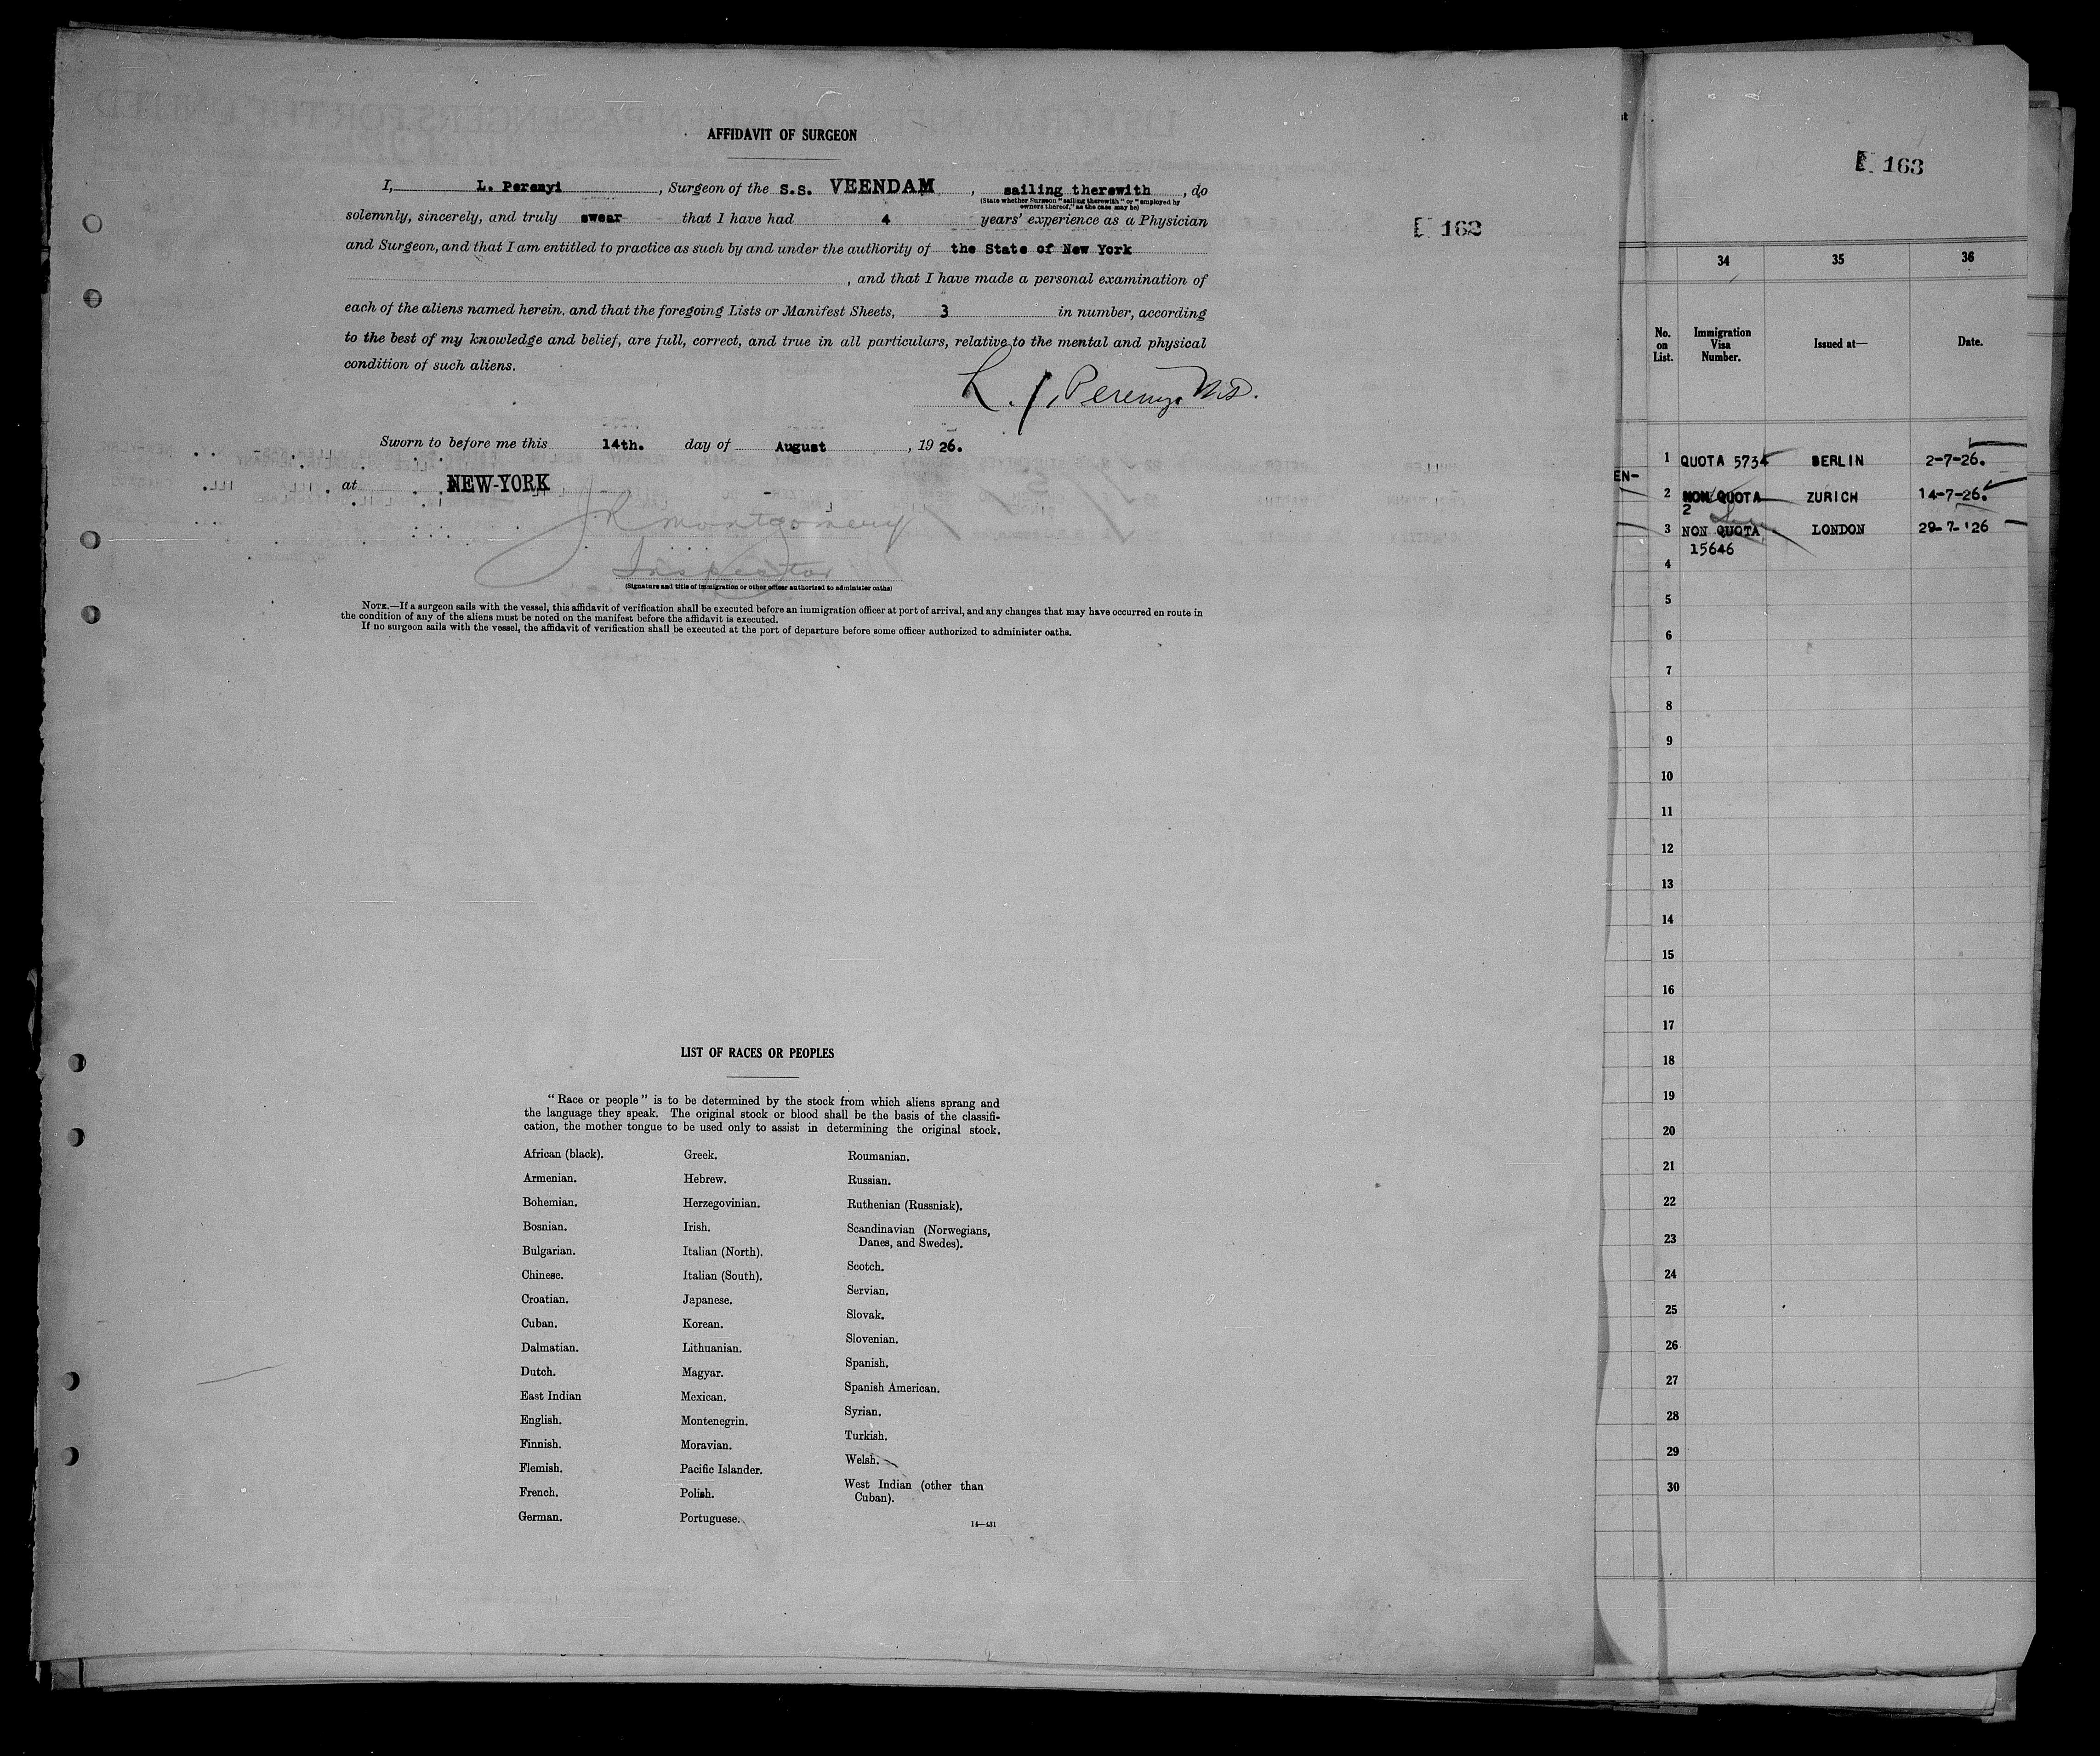 AFFIDAVIT OF SURGEON
I, L. Perenyi , Surgeon of the S.S. VEENDAM , sailing therewith , do
(State whether Surgeon "sailing therewith" or "employed by
owners thereof," as the case may be)
solemnly, sincerely, and truly swear that I have had 4 years' experience as a Physician
and Surgeon, and that I am entitled to practice as such by and under the authority of the State of New York
, and that I have made a personal examination of
each of the aliens named herein. and that the foregoing Lists or Manifest Sheets, 3 in number, according
to the best of my knowledge and belief, are full, correct, and true in all particulars, relative to the mental and physical
condition of such aliens.
L. J. Perenyi M.D.
Sworn to before me this 14th. day of August , 19 26.
at NEW-YORK
J R Montgomery
Inspector
(Signature and title of immigration or other officer authorized to administer oaths)
NOTE.—If a surgeon sails with the vessel, this affidavit of verification shall be executed before an immigration officer at port of arrival, and any changes that may have occurred en route in
the condition of any of the aliens must be noted on the manifest before the affidavit is executed.
If no surgeon sails with the vessel, the affidavit of verification shall be executed at the port of departure before some officer authorized to administer oaths.
LIST OF RACES OR PEOPLES
"Race or people" is to be determined by the stock from which aliens sprang and
the language they speak. The original stock or blood shall be the basis of the classifi-
cation, the mother tongue to be used only to assist in determining the original stock.
African (black).
Armenian.
Bohemian.
Bosnian.
Bulgarian.
Chinese.
Croatian.
Cuban.
Dalmatian.
Dutch.
East Indian
English.
Finnish.
Flemish.
French.
German.
Greek.
Hebrew.
Herzegovinian.
Irish.
Italian (North).
Italian (South).
Japanese.
Korean.
Lithuanian.
Magyar.
Mexican.
Montenegrin.
Moravian.
Pacific Islander.
Polish.
Portuguese.
Roumanian.
Russian.
Ruthenian (Russniak).
Scandinavian (Norwegians,
Danes, and Swedes).
Scotch.
Servian.
Slovak.
Slovenian.
Spanish.
Spanish American.
Syrian.
Turkish.
Welsh.
West Indian (other than
Cuban).
14—431
162
163
34 35 36
No. on List. Immigration Visa Number. Issued at— Date.
EN-
1 QUOTA 5734 BERLIN 2-7-26.
2 NON QUOTA ZURICH 14-7-26.
2
3 NON QUOTA LONDON 29-7-'26
15646
4
5
6
7
8
9
10
11
12
13
14
15
16
17
18
19
20
21
22
23
24
25
26
27
28
29
30